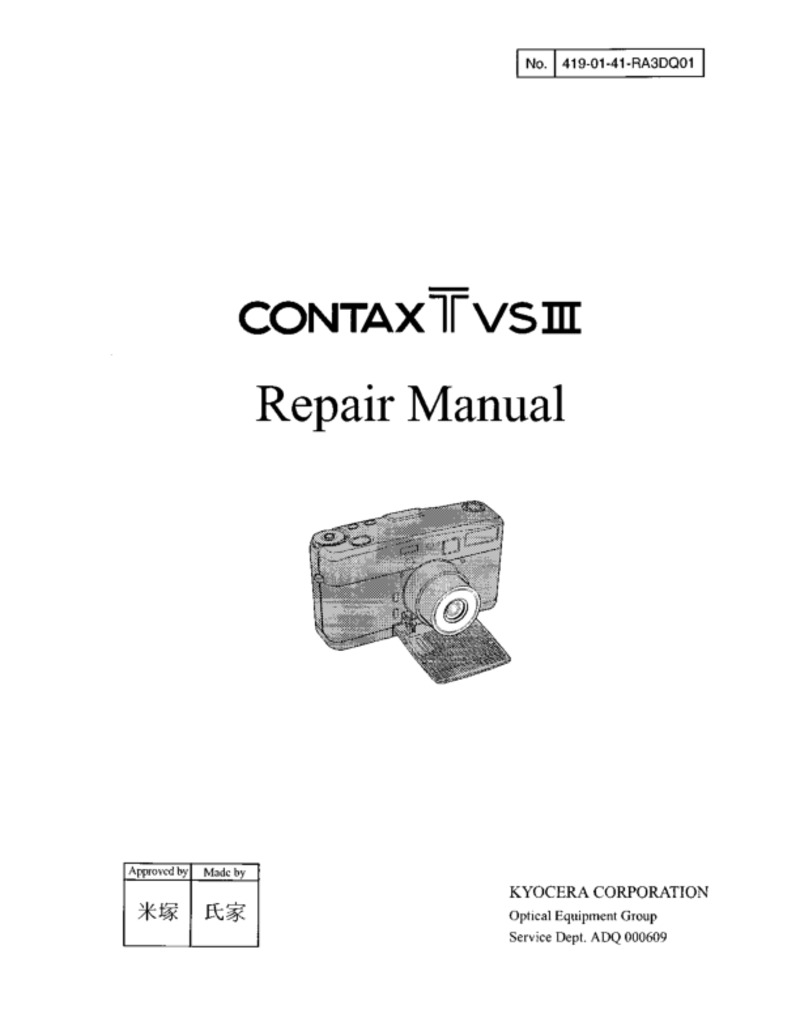 No. 419-01-41-RA3DQ01
CONTAX T VS III
Repair Manual
Approved by Made by
米塚 氏家
KYOCERA CORPORATION
Optical Equipment Group
Service Dept. ADQ 000609